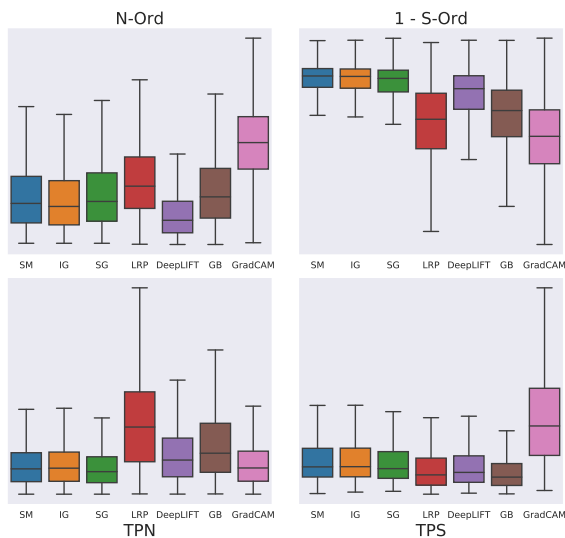 N-Ord
1 - S-Ord
SM IG SG LRP DeepLIFT GB GradCAM
SM IG SG LRP DeepLIFT GB GradCAM
SM IG SG LRP DeepLIFT GB GradCAM
SM IG SG LRP DeepLIFT GB GradCAM
TPN
TPS